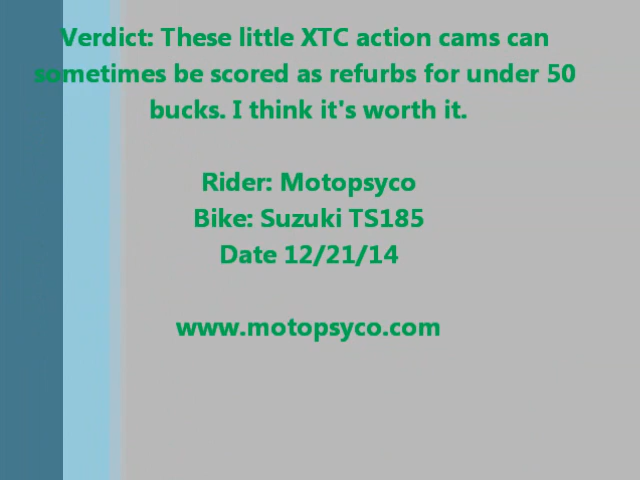 Verdict: These little XTC action cams can
sometimes be scored as refurbs for under 50
bucks. I think it's worth it.
Rider: Motopsyco
Bike: Suzuki TS185
Date 12/21/14
www.motopsyco.com